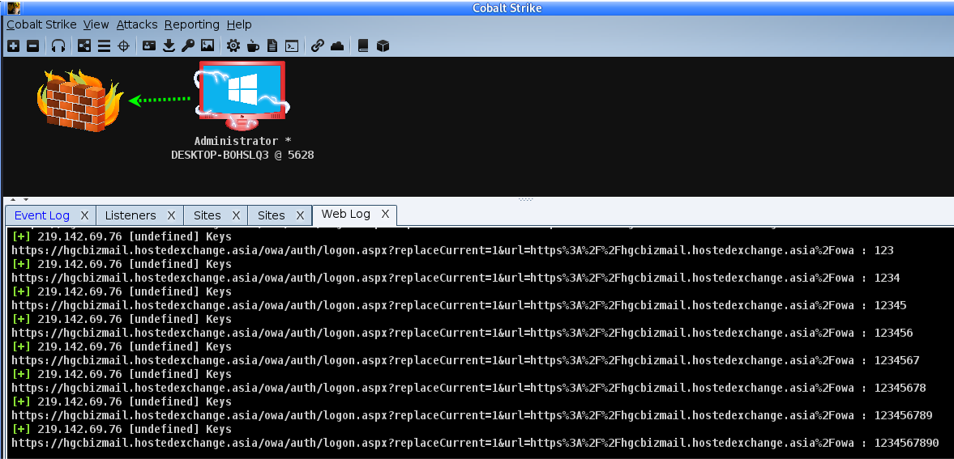 Cobalt Strike
Cobalt Strike View Attacks Reporting Help
Administrator *
DESKTOP-BOHSLQ3 @ 5628
Event Log X Listeners X Sites X Sites X Web Log X
[+] 219.142.69.76 [undefined] Keys
https://hgcbizmail.hostedexchange.asia/owa/auth/logon.aspx?replaceCurrent=1&url=https%3A%2F%2Fhgcbizmail.hostedexchange.asia%2Fowa : 123
[+] 219.142.69.76 [undefined] Keys
https://hgcbizmail.hostedexchange.asia/owa/auth/logon.aspx?replaceCurrent=1&url=https%3A%2F%2Fhgcbizmail.hostedexchange.asia%2Fowa : 1234
[+] 219.142.69.76 [undefined] Keys
https://hgcbizmail.hostedexchange.asia/owa/auth/logon.aspx?replaceCurrent=1&url=https%3A%2F%2Fhgcbizmail.hostedexchange.asia%2Fowa : 12345
[+] 219.142.69.76 [undefined] Keys
https://hgcbizmail.hostedexchange.asia/owa/auth/logon.aspx?replaceCurrent=1&url=https%3A%2F%2Fhgcbizmail.hostedexchange.asia%2Fowa : 123456
[+] 219.142.69.76 [undefined] Keys
https://hgcbizmail.hostedexchange.asia/owa/auth/logon.aspx?replaceCurrent=1&url=https%3A%2F%2Fhgcbizmail.hostedexchange.asia%2Fowa : 1234567
[+] 219.142.69.76 [undefined] Keys
https://hgcbizmail.hostedexchange.asia/owa/auth/logon.aspx?replaceCurrent=1&url=https%3A%2F%2Fhgcbizmail.hostedexchange.asia%2Fowa : 12345678
[+] 219.142.69.76 [undefined] Keys
https://hgcbizmail.hostedexchange.asia/owa/auth/logon.aspx?replaceCurrent=1&url=https%3A%2F%2Fhgcbizmail.hostedexchange.asia%2Fowa : 123456789
[+] 219.142.69.76 [undefined] Keys
https://hgcbizmail.hostedexchange.asia/owa/auth/logon.aspx?replaceCurrent=1&url=https%3A%2F%2Fhgcbizmail.hostedexchange.asia%2Fowa : 1234567890